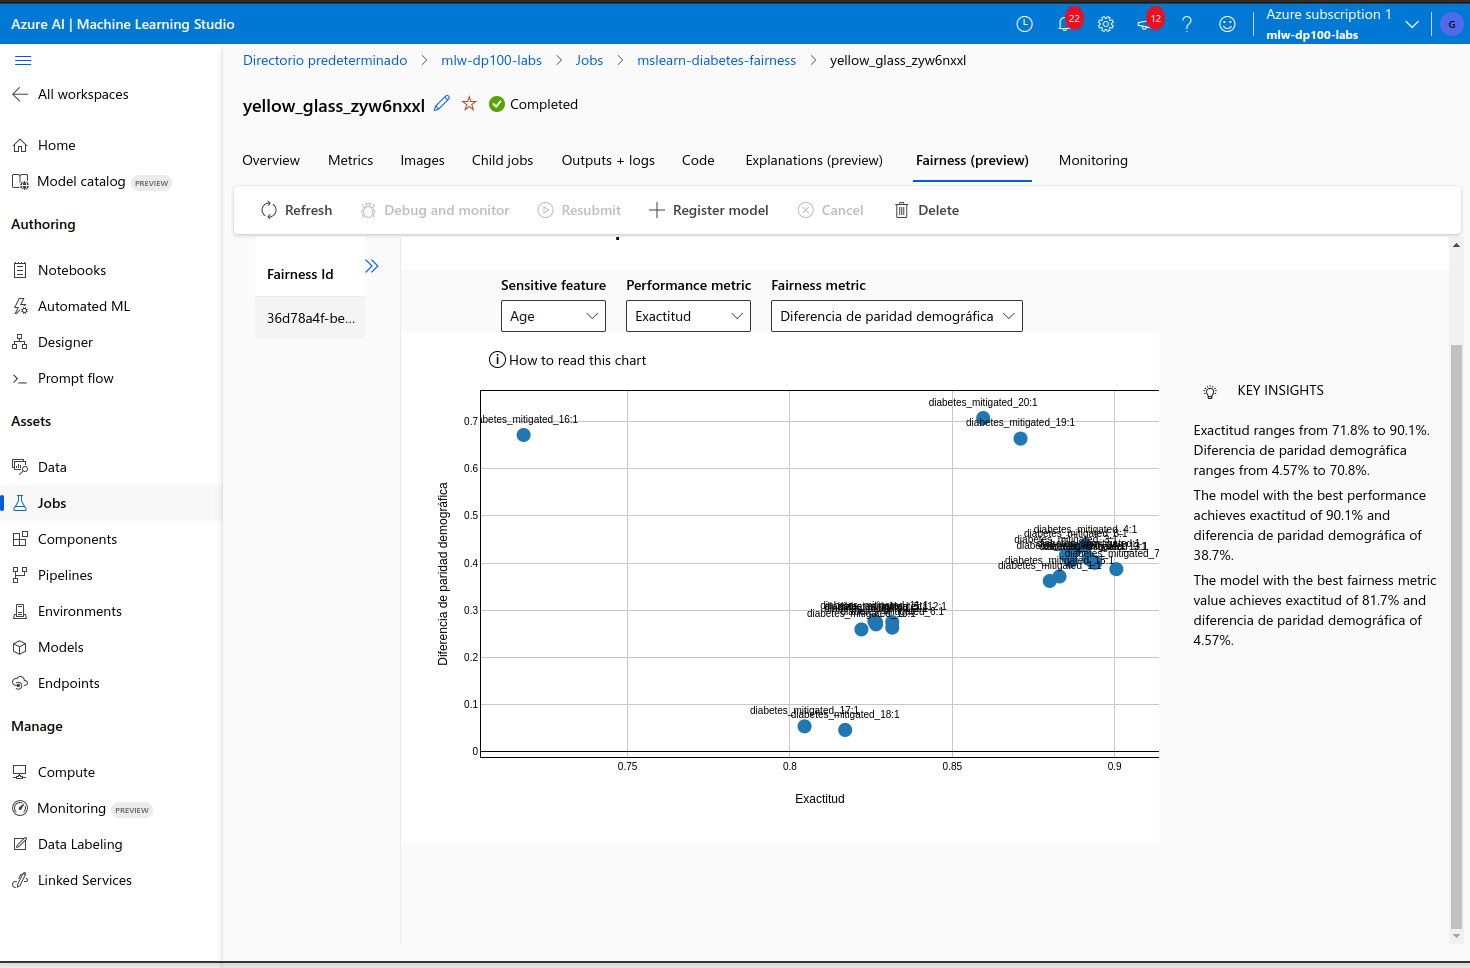 Azure AI | Machine Learning Studio
22
12
Azure subscription 1
mlw-dp100-labs
G
All workspaces
Home
Model catalog PREVIEW
Authoring
Notebooks
Automated ML
Designer
Prompt flow
Assets
Data
Jobs
Components
Pipelines
Environments
Models
Endpoints
Manage
Compute
Monitoring PREVIEW
Data Labeling
Linked Services
Directorio predeterminado > mlw-dp100-labs > Jobs > mslearn-diabetes-fairness > yellow_glass_zyw6nxxl
yellow_glass_zyw6nxxl Completed
Overview Metrics Images Child jobs Outputs + logs Code Explanations (preview) Fairness (preview) Monitoring
Refresh Debug and monitor Resubmit Register model Cancel Delete
Fairness Id
36d78a4f-be...
Sensitive feature Performance metric Fairness metric
Age Exactitud Diferencia de paridad demográfica
How to read this chart
diabetes_mitigated_20:1
betes_mitigated_16:1
diabetes_mitigated_19:1
diabetes_mitigated_4:1
diabetes_mitigated_7
diabetes_mitigated_1:1
diabetes_mitigated_17:1
diabetes_mitigated_18:1
0.7
0.6
0.5
0.4
0.3
0.2
0.1
0
Diferencia de paridad demográfica
0.75 0.8 0.85 0.9
Exactitud
KEY INSIGHTS
Exactitud ranges from 71.8% to 90.1%.
Diferencia de paridad demográfica
ranges from 4.57% to 70.8%.
The model with the best performance
achieves exactitud of 90.1% and
diferencia de paridad demográfica of
38.7%.
The model with the best fairness metric
value achieves exactitud of 81.7% and
diferencia de paridad demográfica of
4.57%.